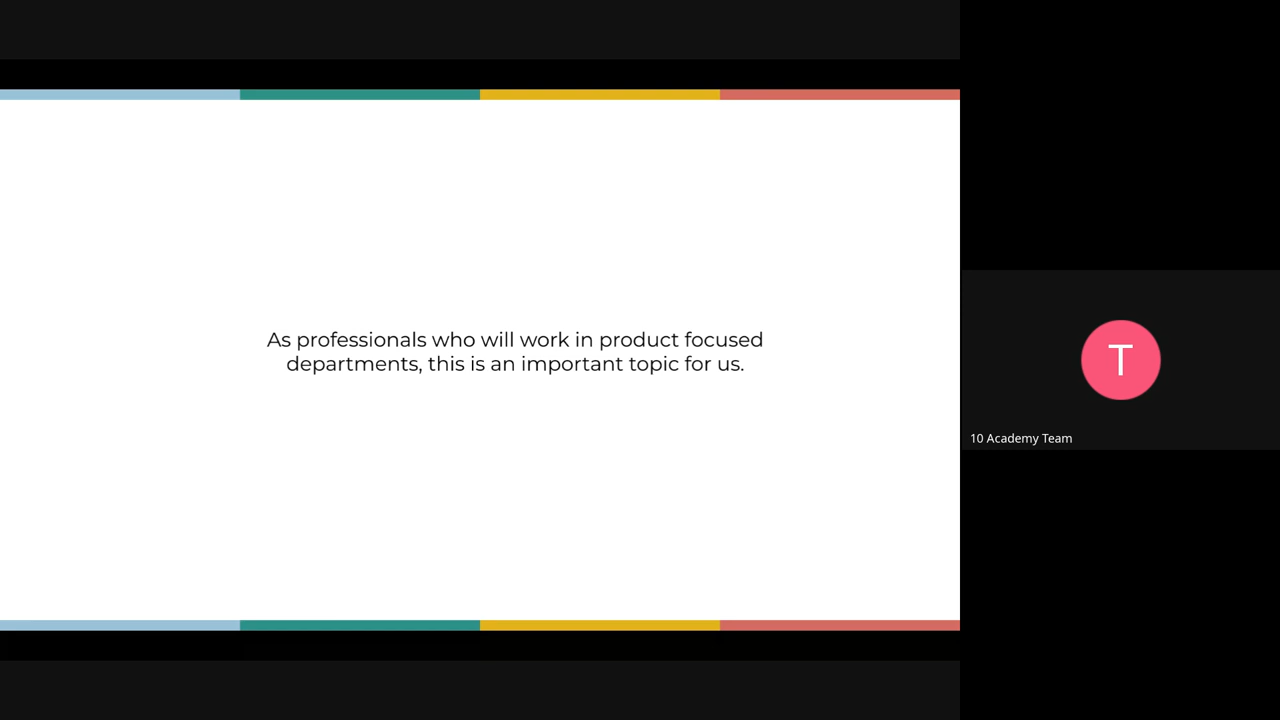 As professionals who will work in product focused
departments, this is an important topic for us.
T
10 Academy Team